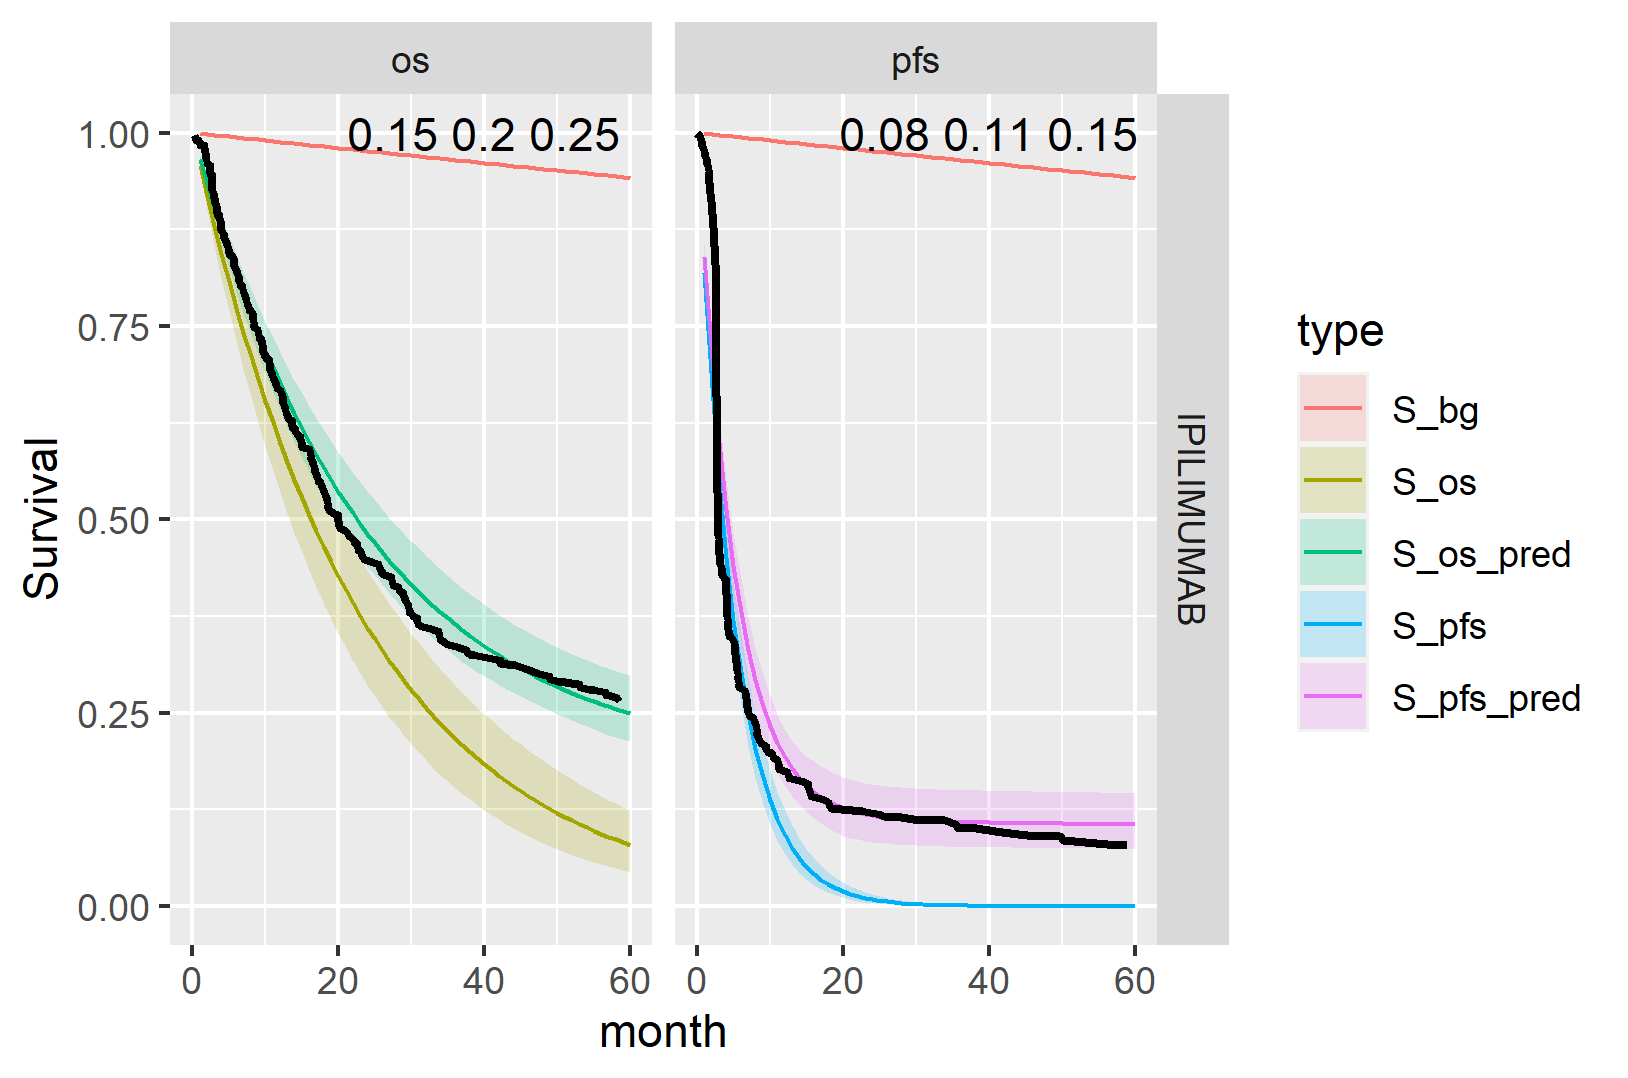 os
pfs
0.15 0.2 0.25
0.08 0.11 0.15
1.00
0.75
0.50
0.25
0.00
Survival
IPILIMUMAB
0 20 40 60
0 20 40 60
month
type
S_bg
S_os
S_os_pred
S_pfs
S_pfs_pred